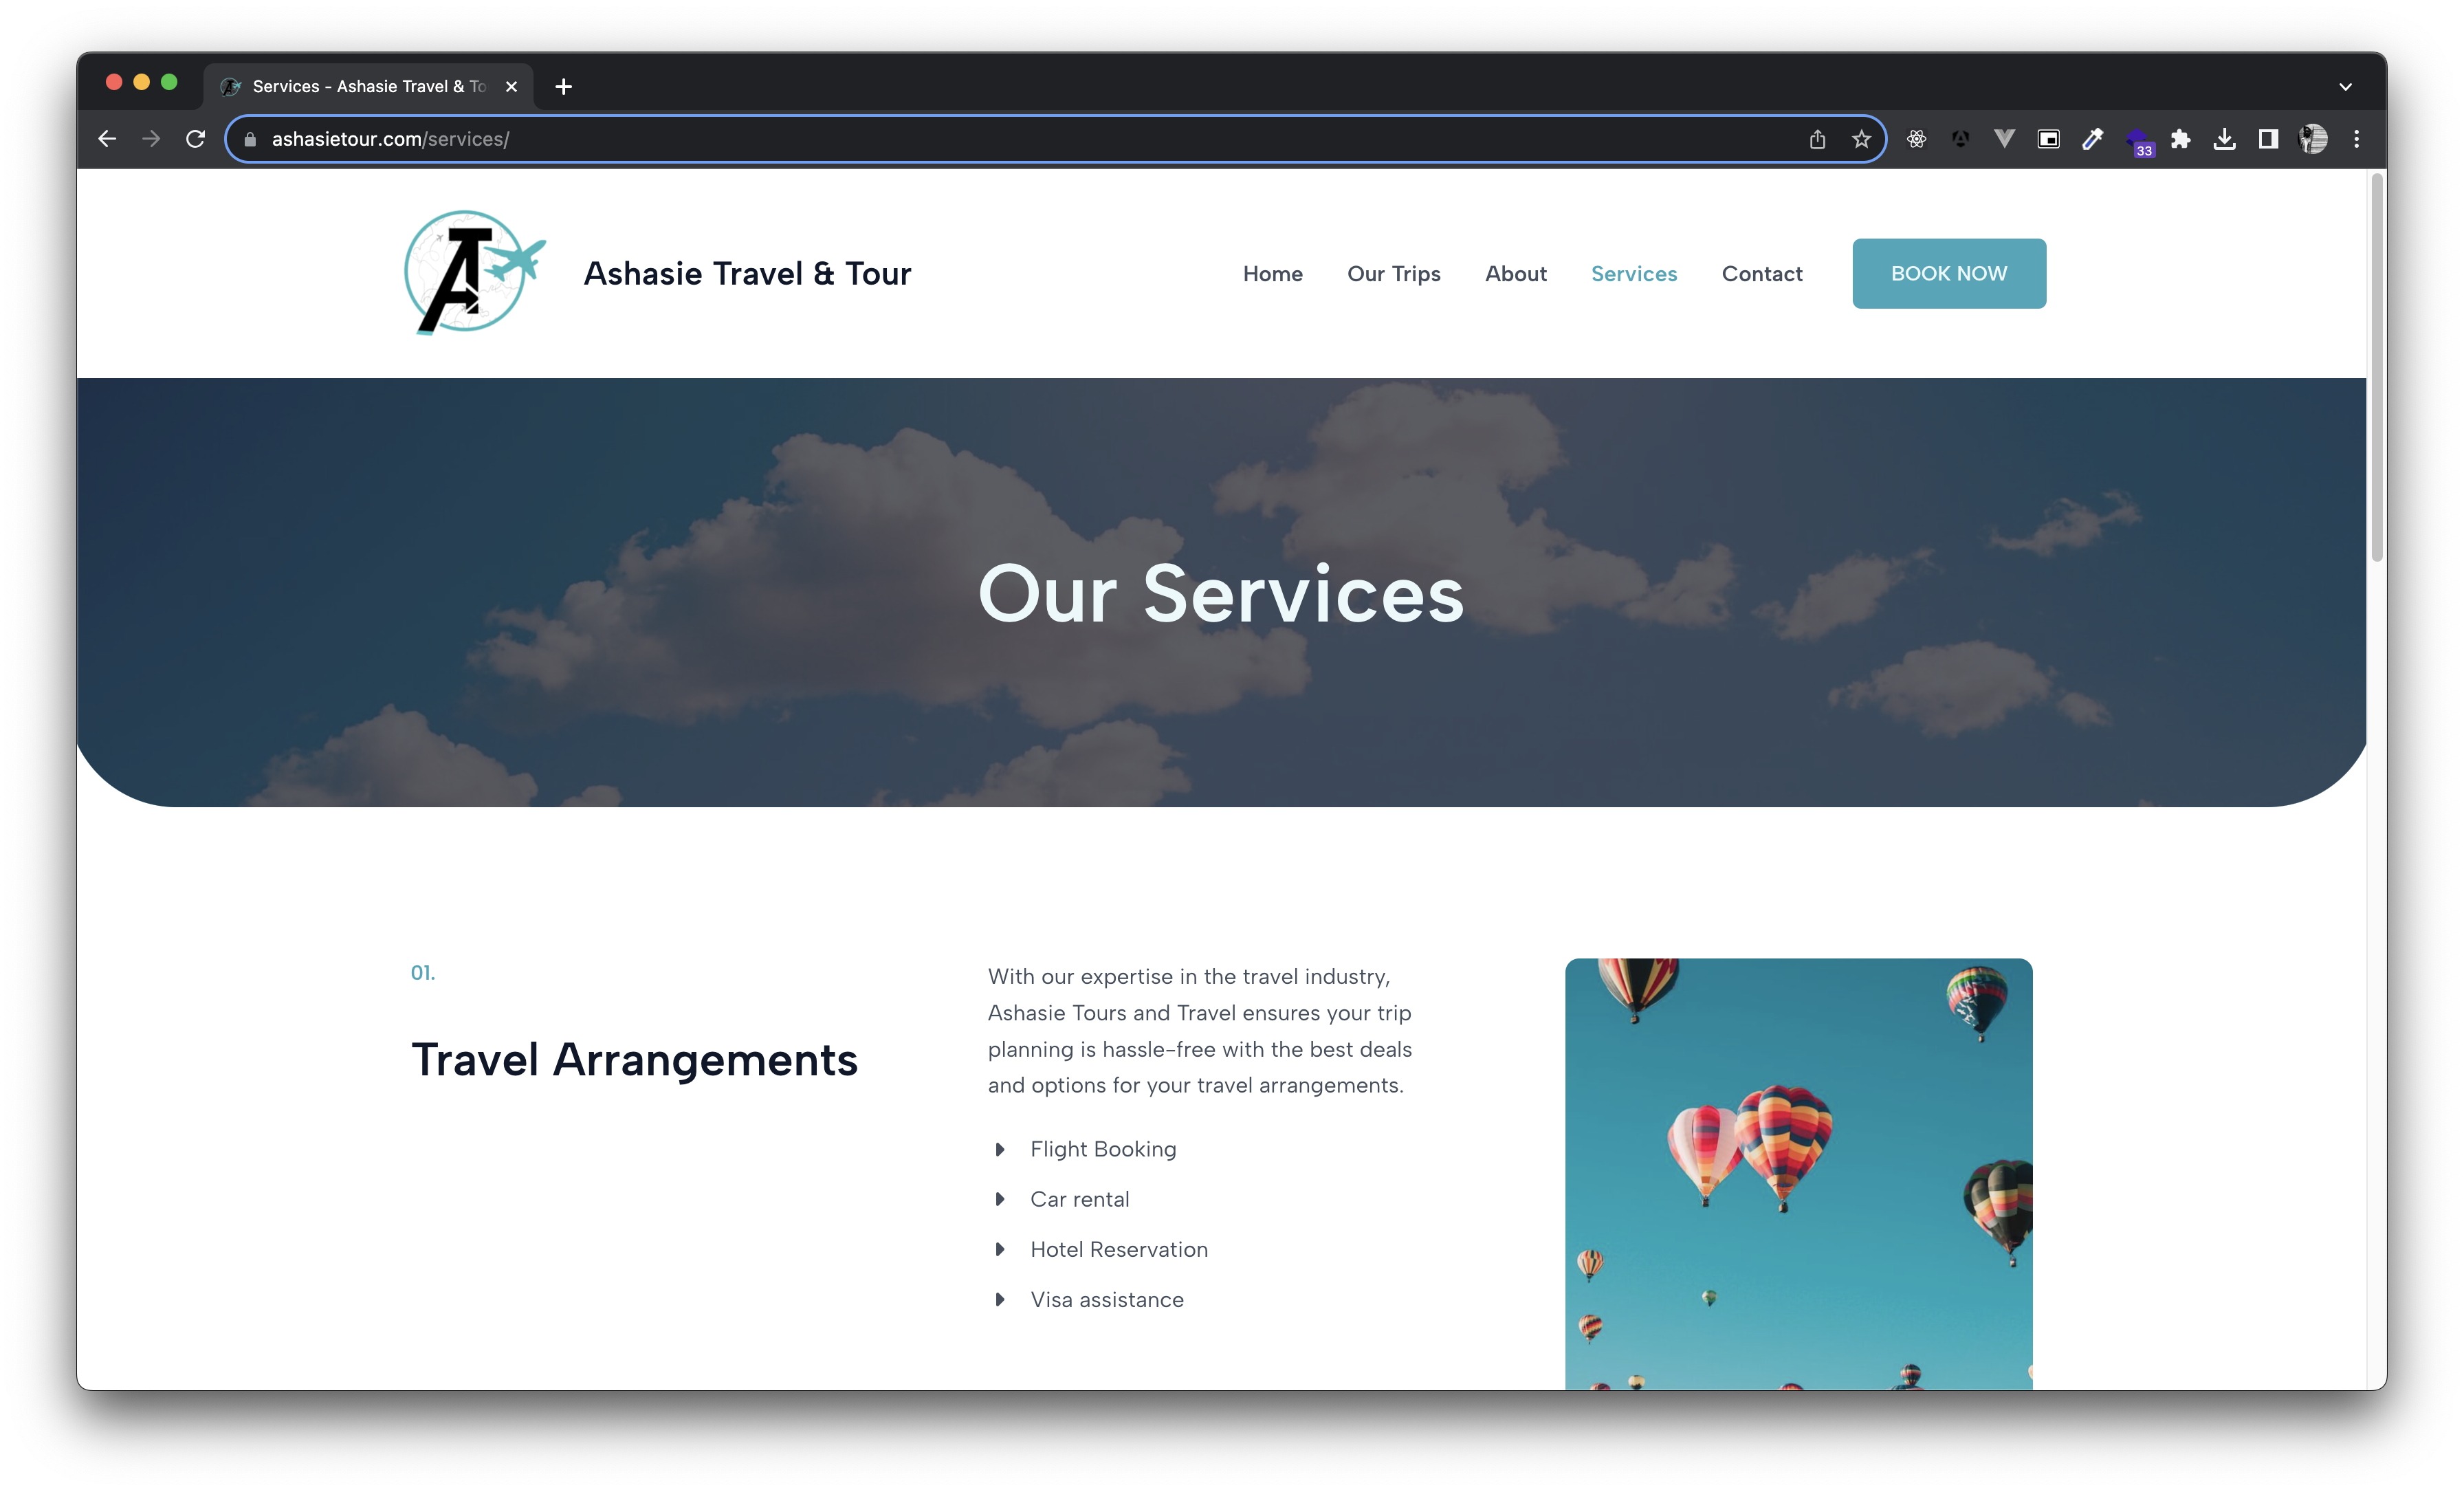 Services - Ashasie Travel & To
ashasietour.com/services/
33
Ashasie Travel & Tour
Home
Our Trips
About
Services
Contact
BOOK NOW
Our Services
01.
Travel Arrangements
With our expertise in the travel industry,
Ashasie Tours and Travel ensures your trip
planning is hassle-free with the best deals
and options for your travel arrangements.
Flight Booking
Car rental
Hotel Reservation
Visa assistance